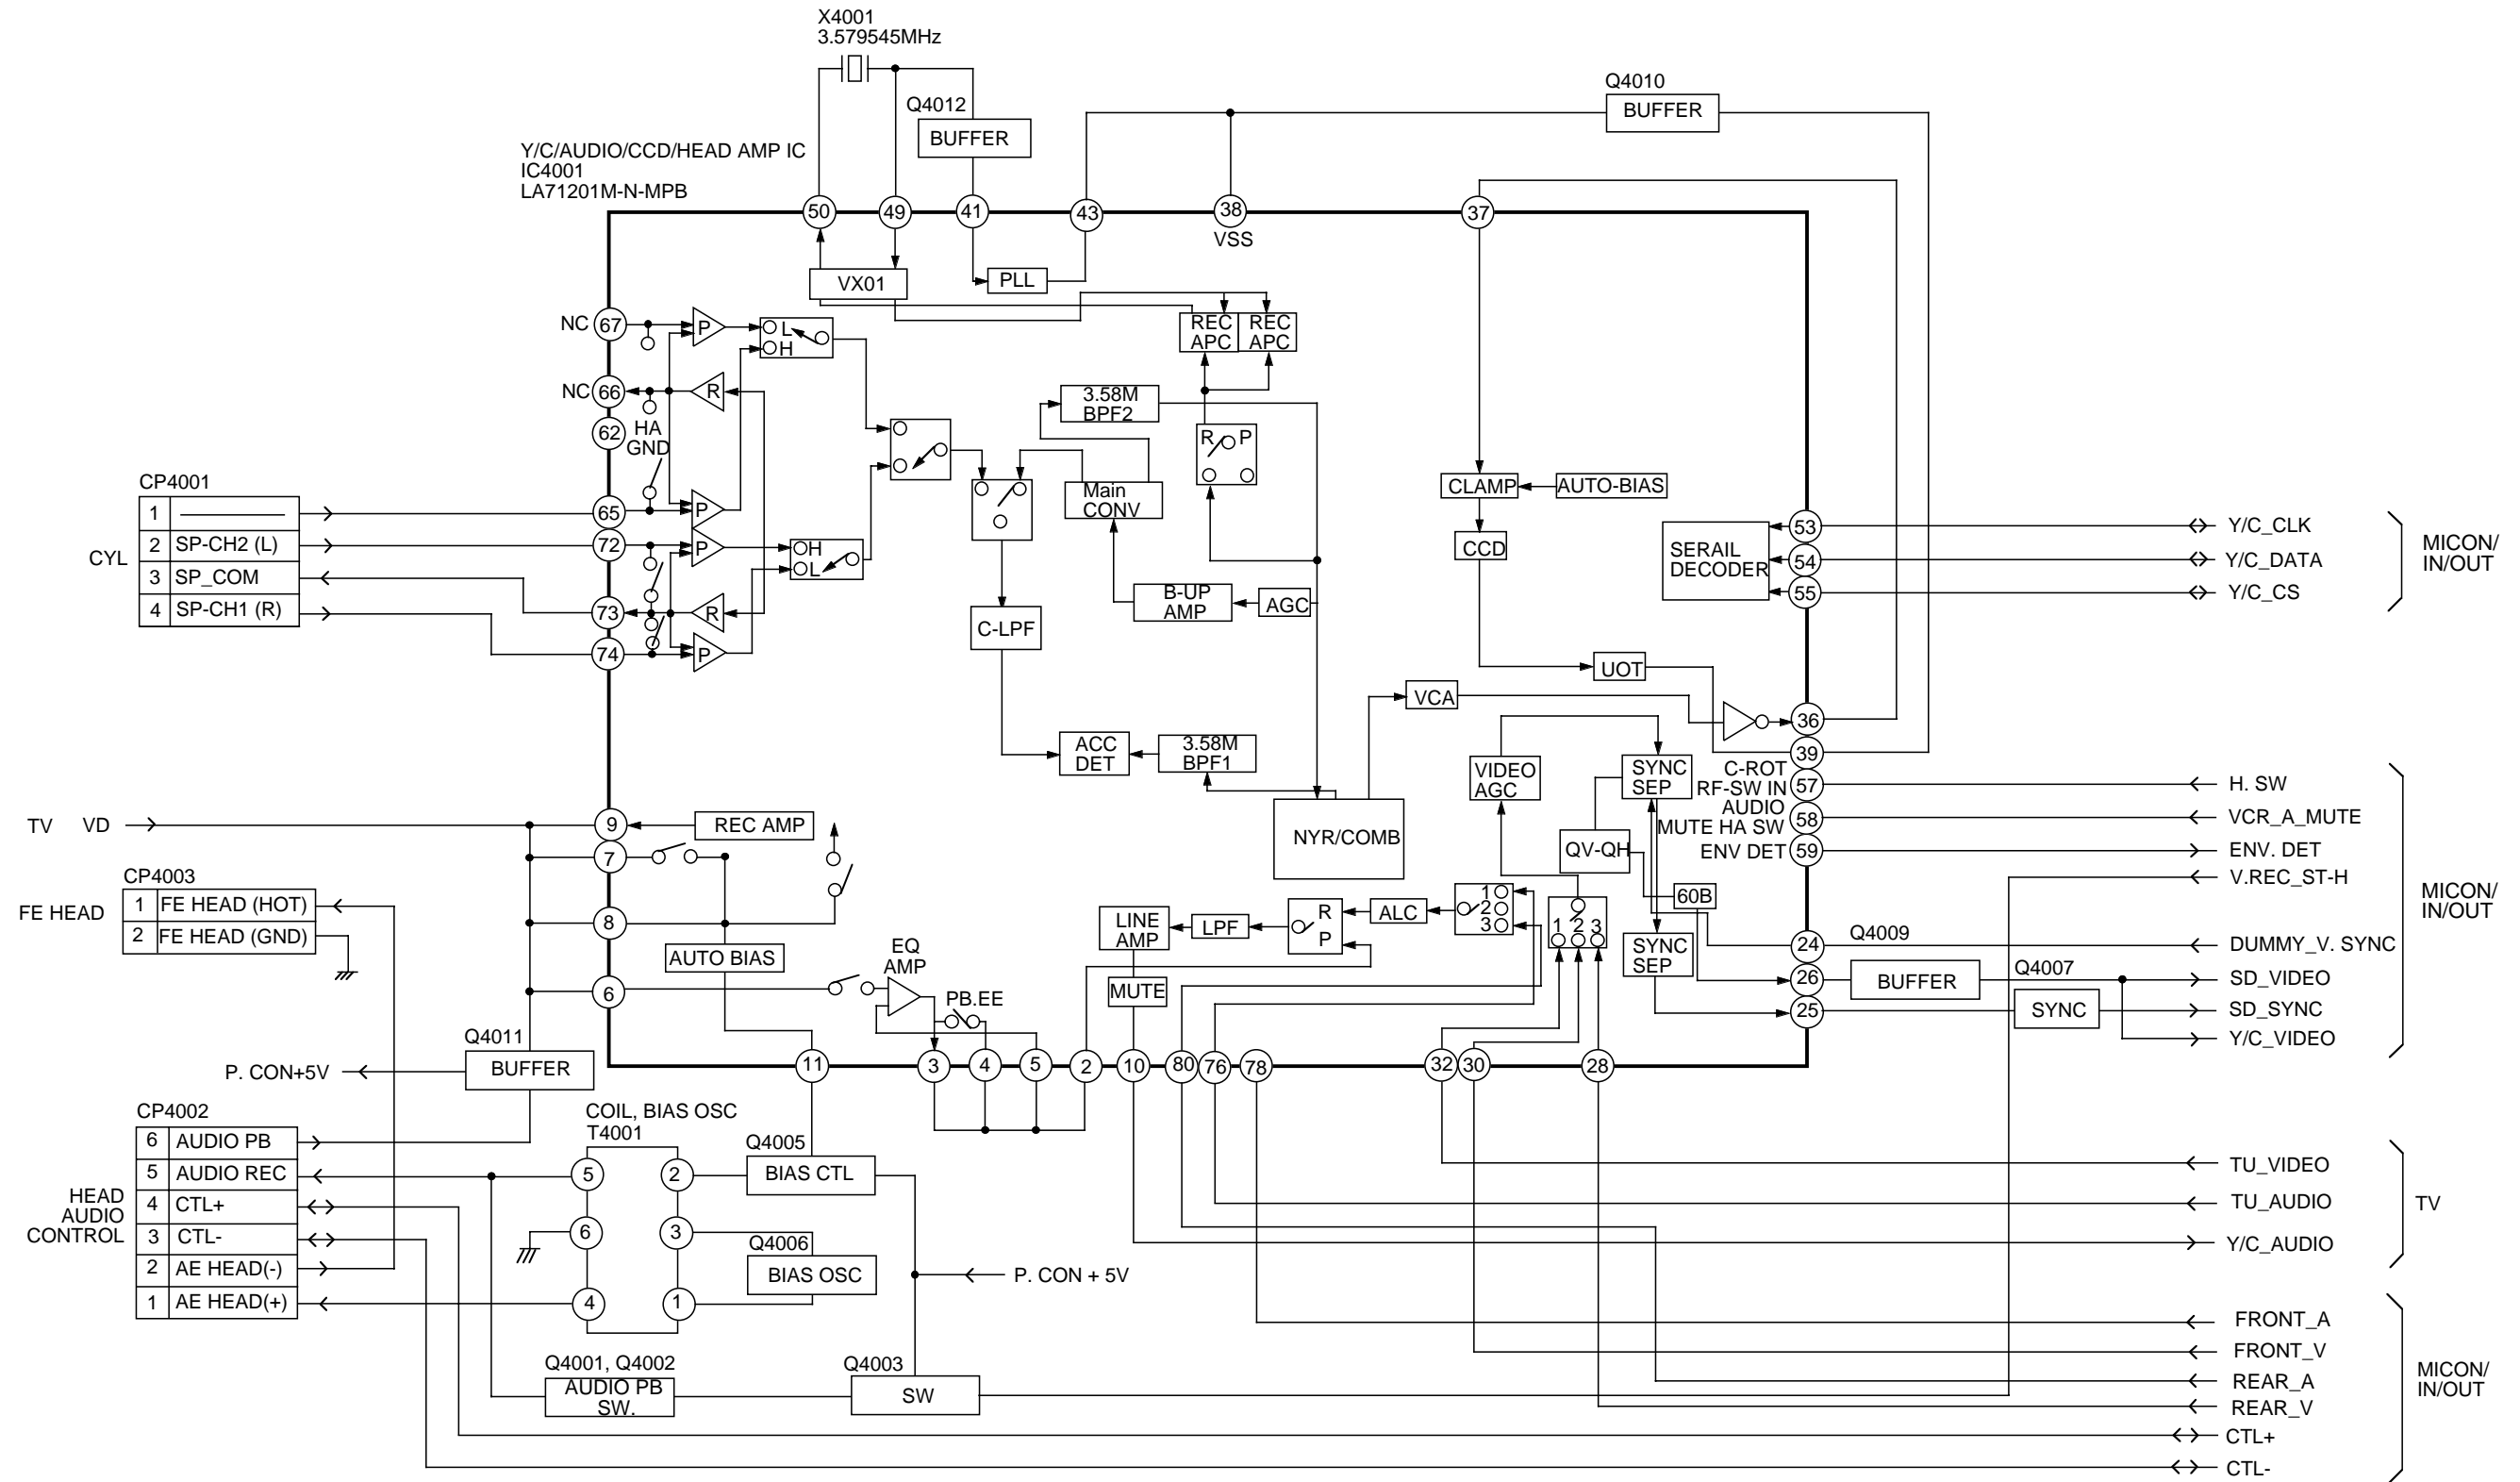 X4001
3.579545MHz
Q4012
BUFFER
Q4010
BUFFER
Y/C/AUDIO/CCD/HEAD AMP IC
IC4001
LA71201M-N-MPB
50
49
41
43
38
37
VSS
VX01
PLL
NC
67
P
L
H
REC
APC
REC
APC
NC
66
R
62
HA
GND
3.58M
BPF2
R
P
CP4001
1
2
SP-CH2 (L)
3
SP_COM
4
SP-CH1 (R)
CYL
65
P
72
P
73
R
74
P
H
L
Main
CONV
CLAMP
AUTO-BIAS
CCD
SERAIL
DECODER
53
54
55
Y/C_CLK
Y/C_DATA
Y/C_CS
MICON/
IN/OUT
B-UP
AMP
AGC
C-LPF
UOT
VCA
36
39
ACC
DET
3.58M
BPF1
VIDEO
AGC
SYNC
SEP
C-ROT
RF-SW IN
AUDIO
MUTE HA SW
ENV DET
57
58
59
H. SW
VCR_A_MUTE
ENV. DET
V.REC_ST-H
MICON/
IN/OUT
TV
VD
9
REC AMP
NYR/COMB
QV-QH
7
CP4003
1
FE HEAD (HOT)
2
FE HEAD (GND)
FE HEAD
8
AUTO BIAS
EQ
AMP
LINE
AMP
LPF
R
P
ALC
1
2
3
1
2
3
60B
SYNC
SEP
24
Q4009
DUMMY_V. SYNC
26
BUFFER
Q4007
SD_VIDEO
25
SYNC
SD_SYNC
Y/C_VIDEO
6
PB.EE
MUTE
Q4011
BUFFER
P. CON+5V
11
3
4
5
2
10
80
76
78
32
30
28
CP4002
6
AUDIO PB
5
AUDIO REC
4
CTL+
3
CTL-
2
AE HEAD(-)
1
AE HEAD(+)
HEAD
AUDIO
CONTROL
COIL, BIAS OSC
T4001
5
2
6
3
4
1
Q4005
BIAS CTL
Q4006
BIAS OSC
P. CON + 5V
TU_VIDEO
TU_AUDIO
Y/C_AUDIO
TV
Q4001, Q4002
AUDIO PB
SW.
Q4003
SW
FRONT_A
FRONT_V
REAR_A
REAR_V
CTL+
CTL-
MICON/
IN/OUT